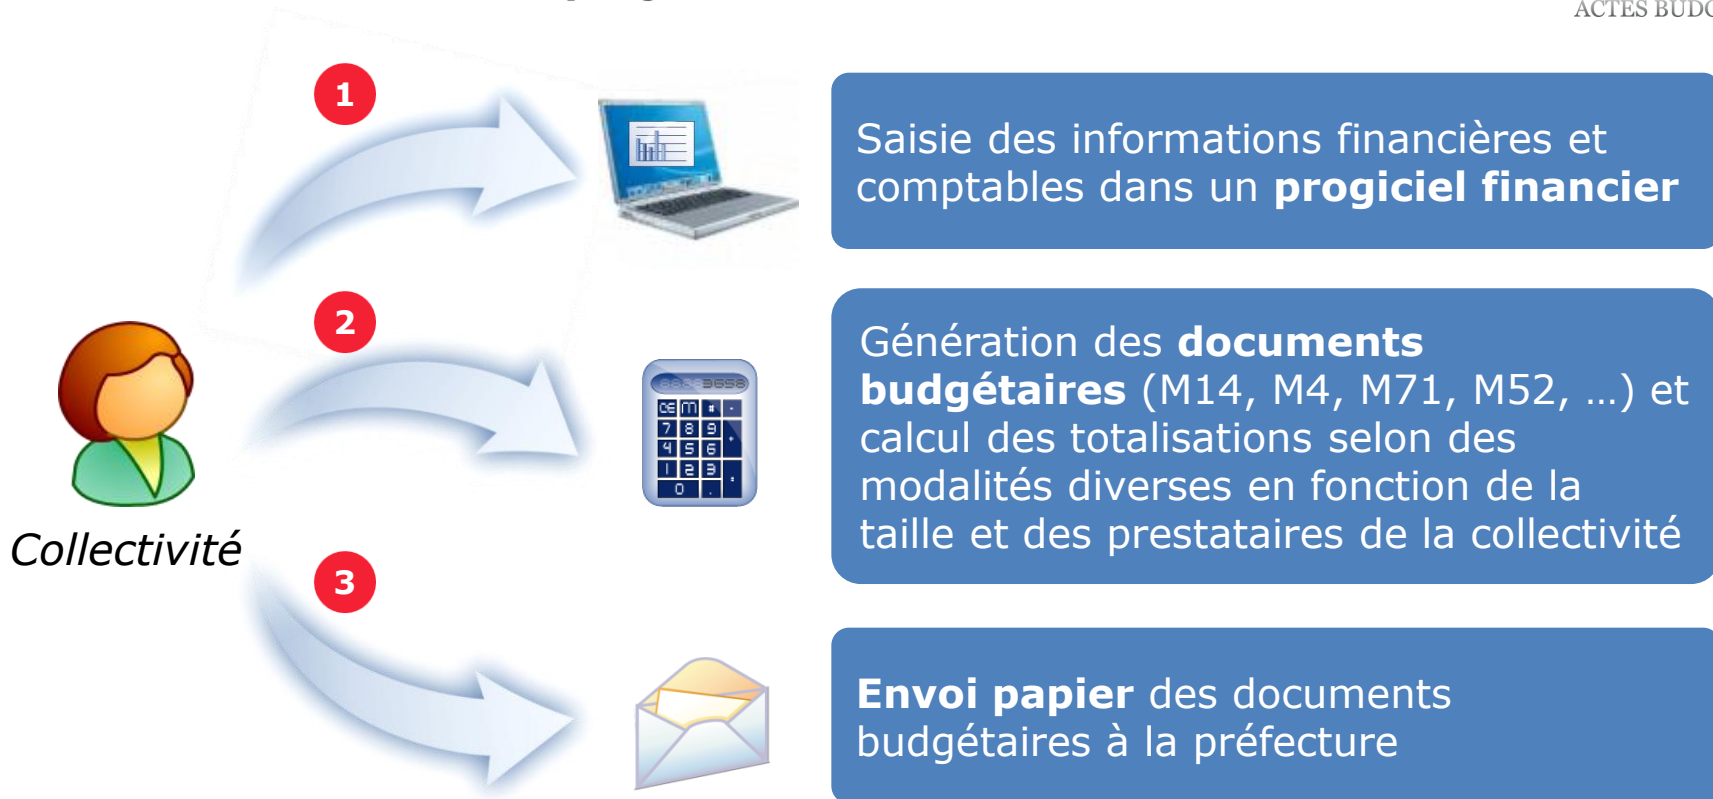 ACTES BUDG
1
Saisie des informations financières et
comptables dans un progiciel financier
2
Génération des documents
budgétaires (M14, M4, M71, M52, …) et
calcul des totalisations selon des
modalités diverses en fonction de la
taille et des prestataires de la collectivité
Collectivité
3
Envoi papier des documents
budgétaires à la préfecture